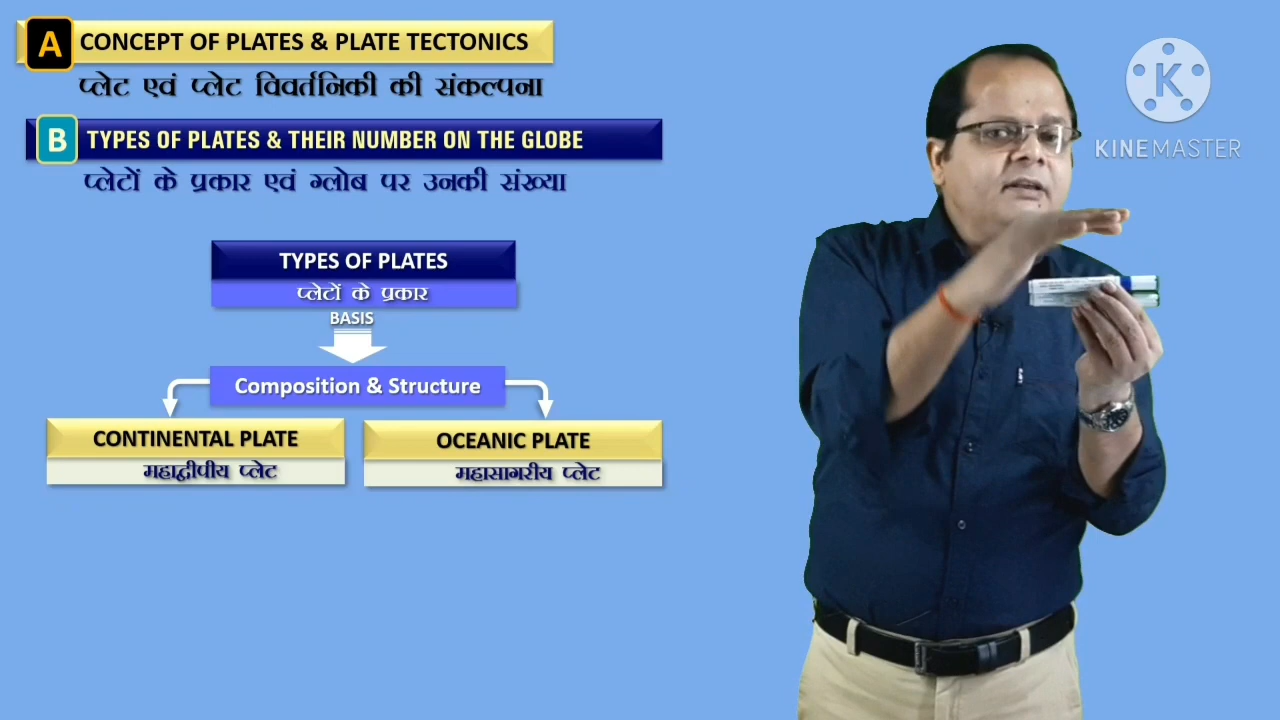 A CONCEPT OF PLATES & PLATE TECTONICS
प्लेट एवं प्लेट विवर्तनिकी की संकल्पना
B TYPES OF PLATES & THEIR NUMBER ON THE GLOBE
प्लेटों के प्रकार एवं ग्लोब पर उनकी संख्या
K
KINEMASTER
TYPES OF PLATES
प्लेटों के प्रकार
BASIS
Composition & Structure
CONTINENTAL PLATE
महाद्वीपीय प्लेट
OCEANIC PLATE
महासागरीय प्लेट